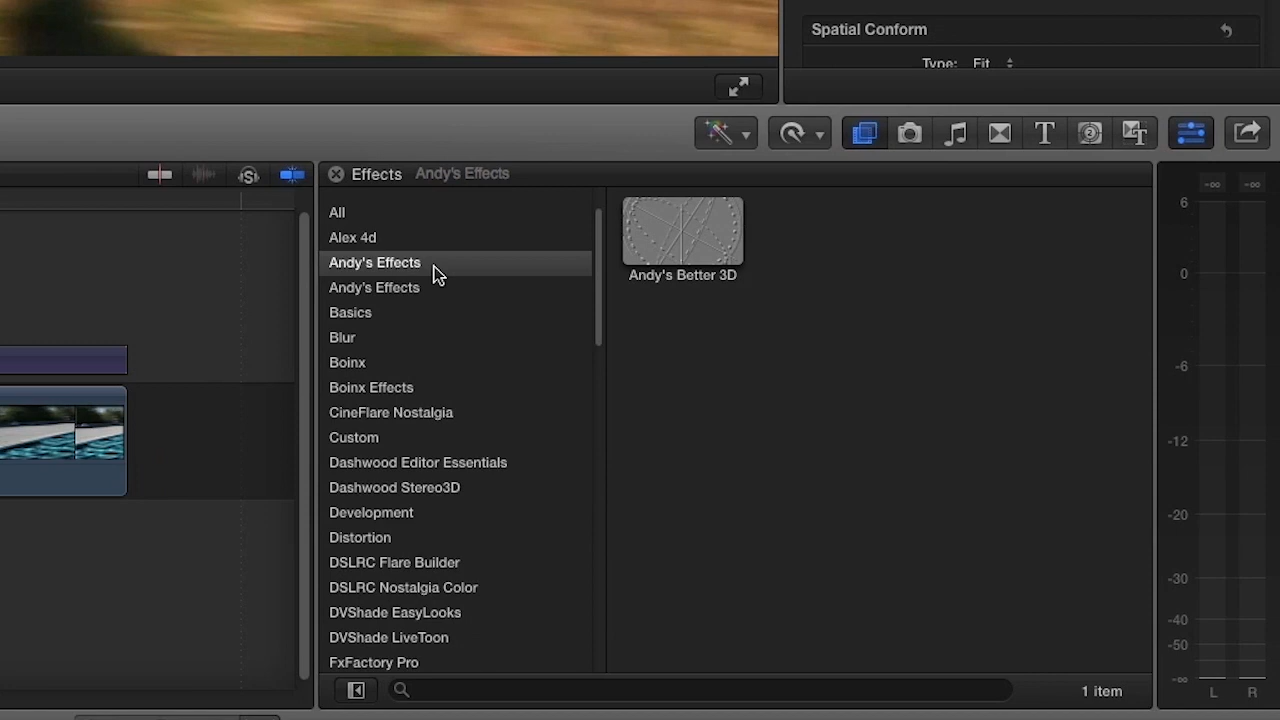 Spatial Conform
Type: Fit
T
2
T
S
Effects Andy's Effects
All
Alex 4d
Andy's Effects
Andy's Effects
Basics
Blur
Boinx
Boinx Effects
CineFlare Nostalgia
Custom
Dashwood Editor Essentials
Dashwood Stereo3D
Development
Distortion
DSLRC Flare Builder
DSLRC Nostalgia Color
DVShade EasyLooks
DVShade LiveToon
FxFactory Pro
Andy's Better 3D
1 item
-∞ -∞
6
0
-6
-12
-20
-30
-40
-50
-∞
L R